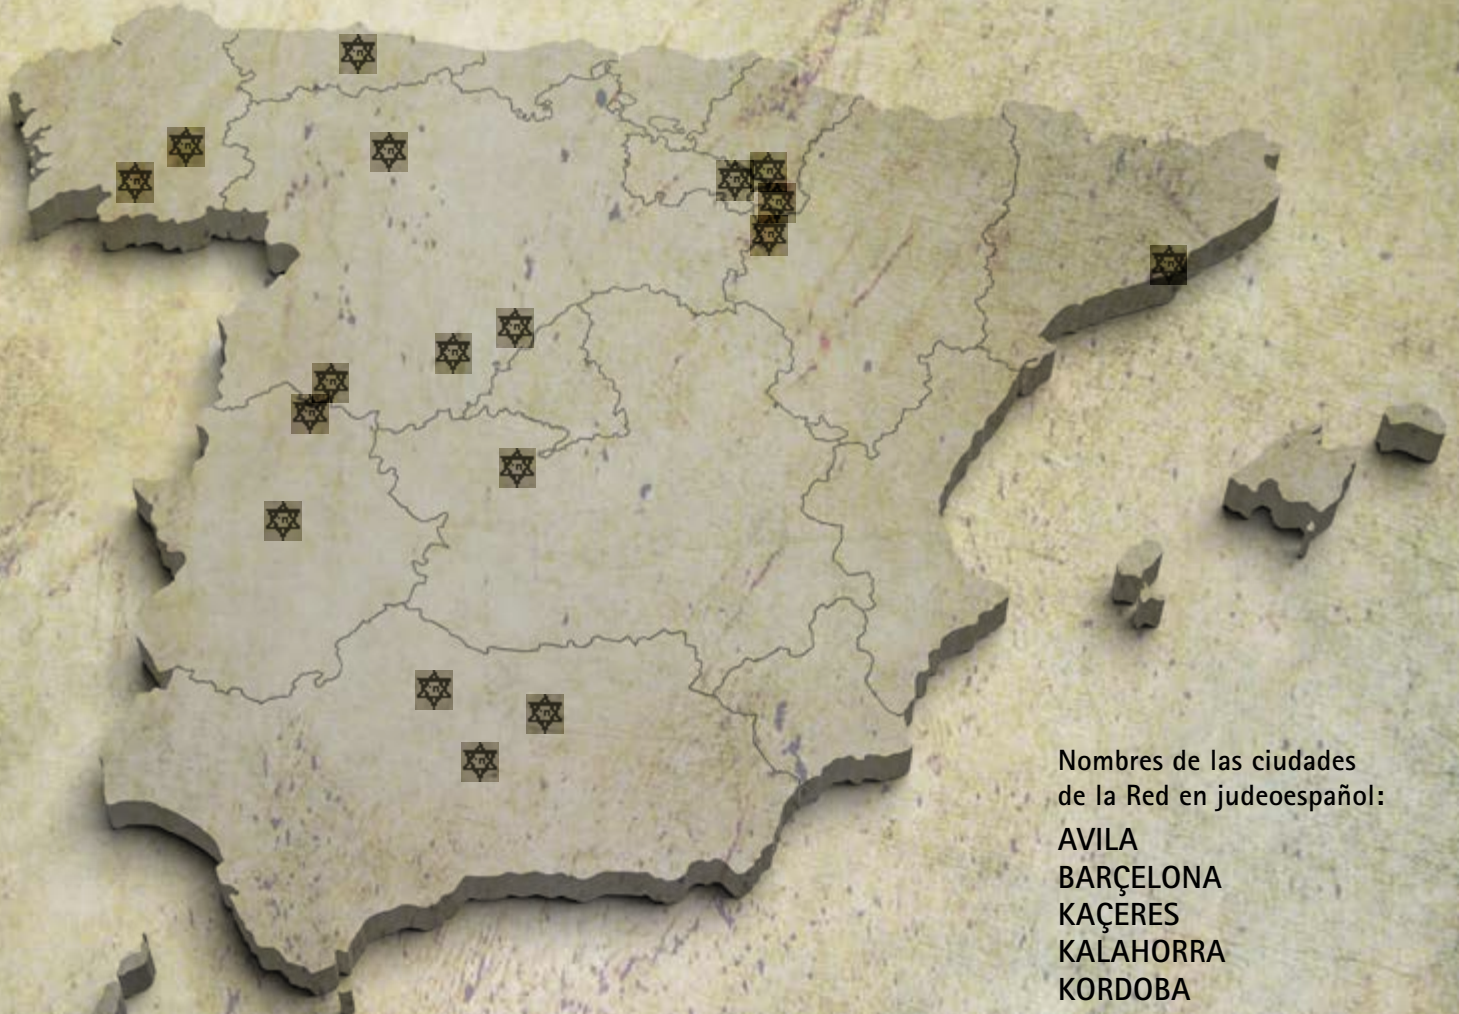 Nombres de las ciudades
de la Red en judeoespañol:
AVILA
BARÇELONA
KAÇERES
KALAHORRA
KORDOBA